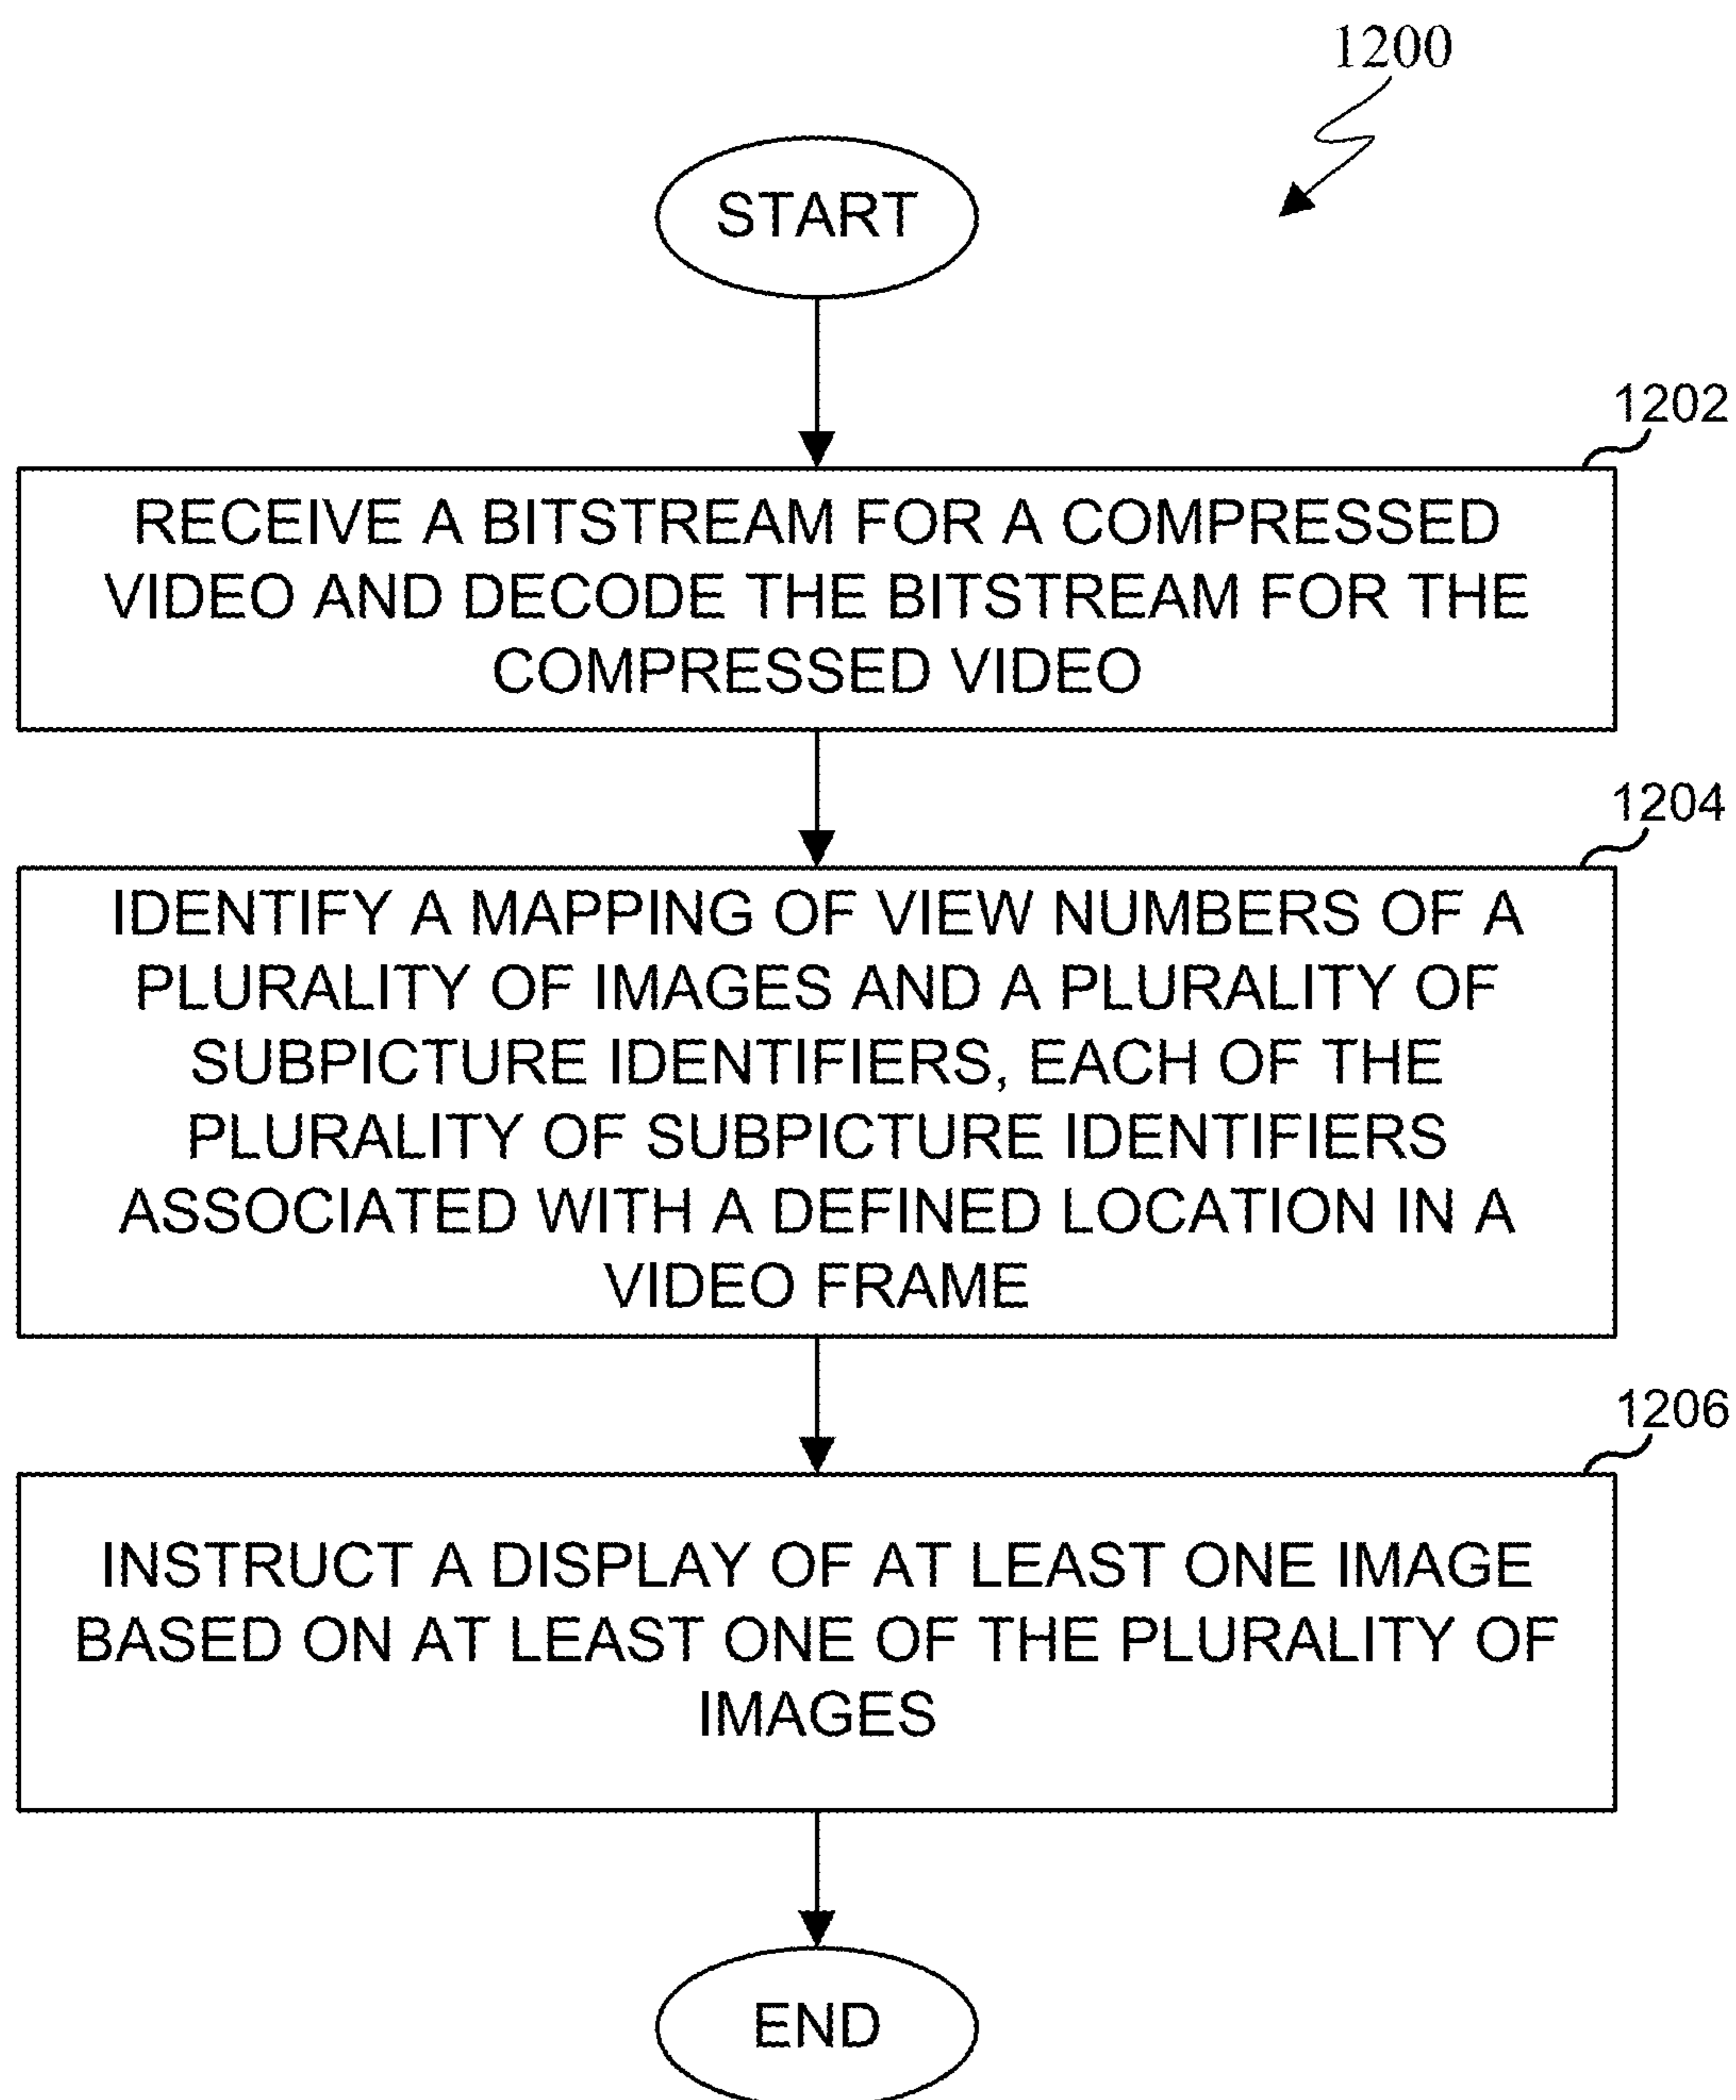 1200
START
1202
RECEIVE A BITSTREAM FOR A COMPRESSED
VIDEO AND DECODE THE BITSTREAM FOR THE
COMPRESSED VIDEO
1204
IDENTIFY A MAPPING OF VIEW NUMBERS OF A
PLURALITY OF IMAGES AND A PLURALITY OF
SUBPICTURE IDENTIFIERS, EACH OF THE
PLURALITY OF SUBPICTURE IDENTIFIERS
ASSOCIATED WITH A DEFINED LOCATION IN A
VIDEO FRAME
1206
INSTRUCT A DISPLAY OF AT LEAST ONE IMAGE
BASED ON AT LEAST ONE OF THE PLURALITY OF
IMAGES
END